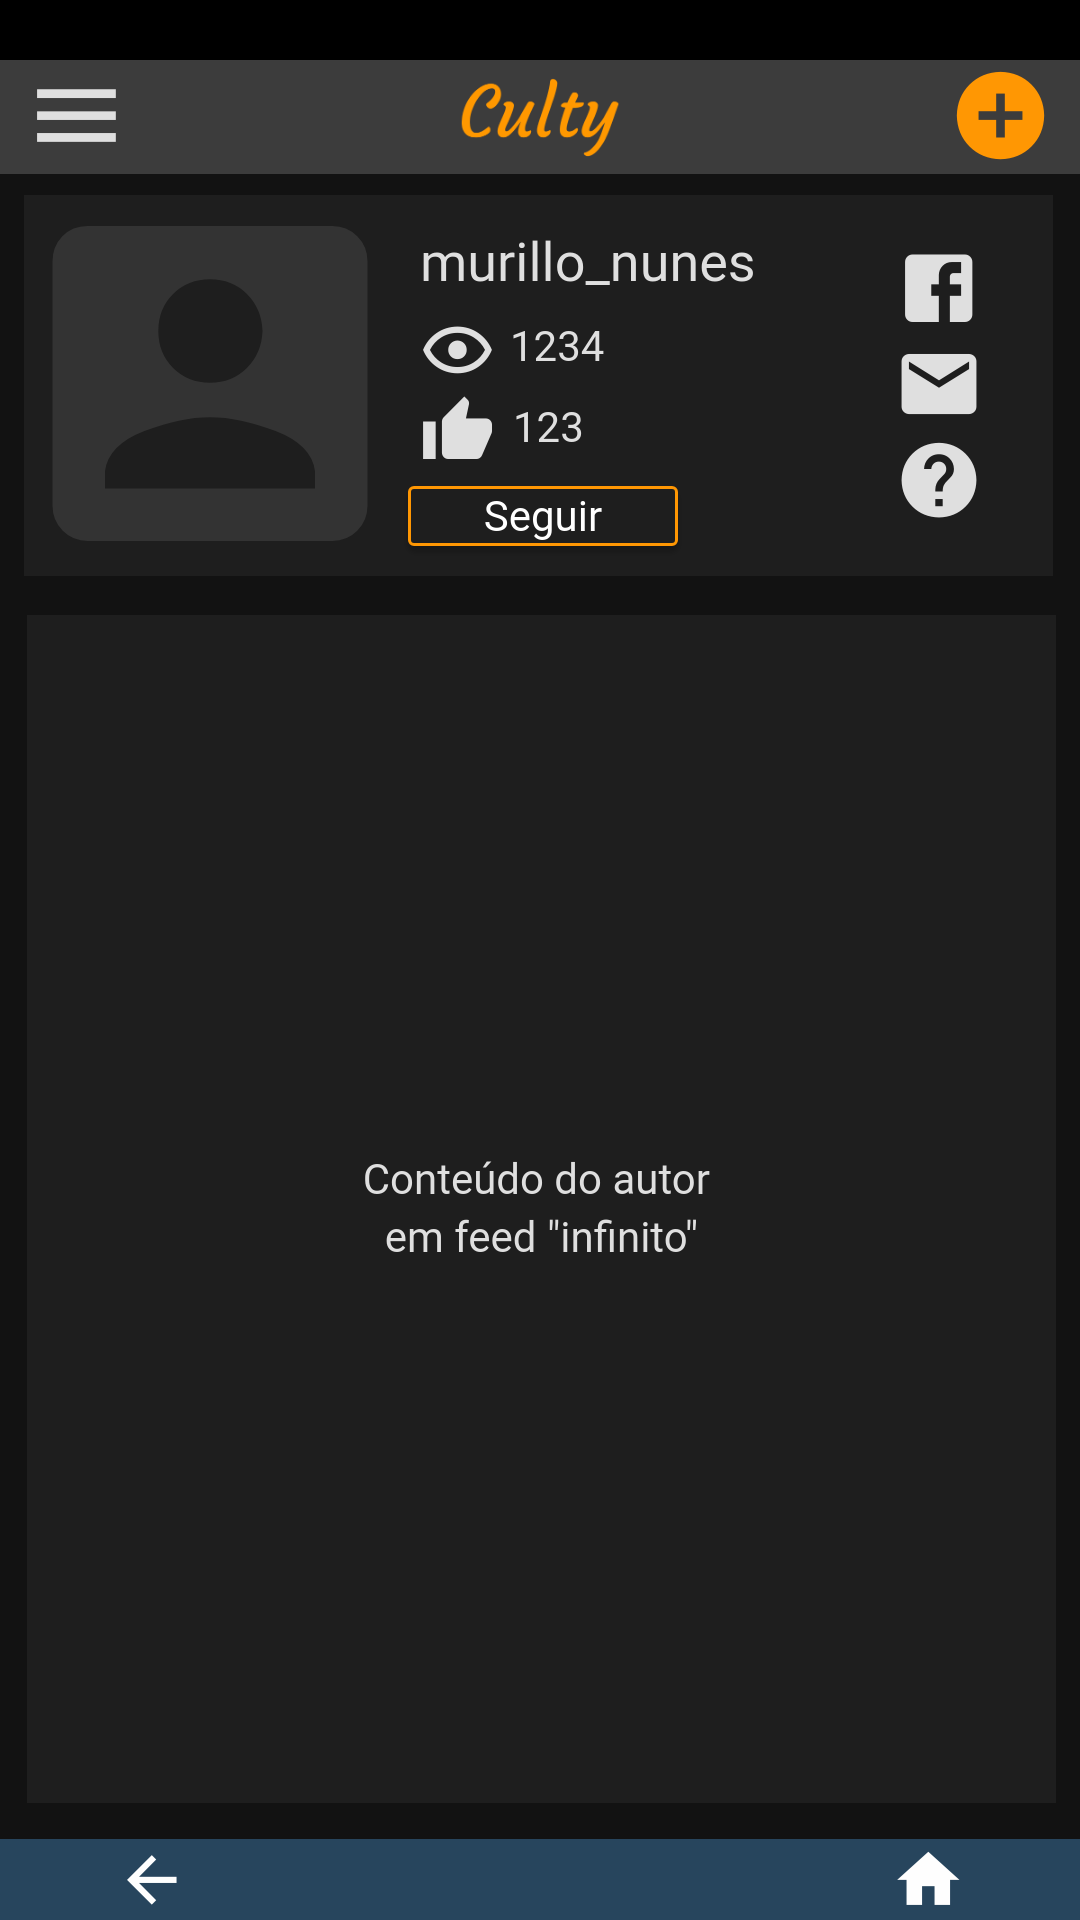 Culty
murillo_nunes
1234
123
Seguir
Conteúdo do autor
em feed "infinito"